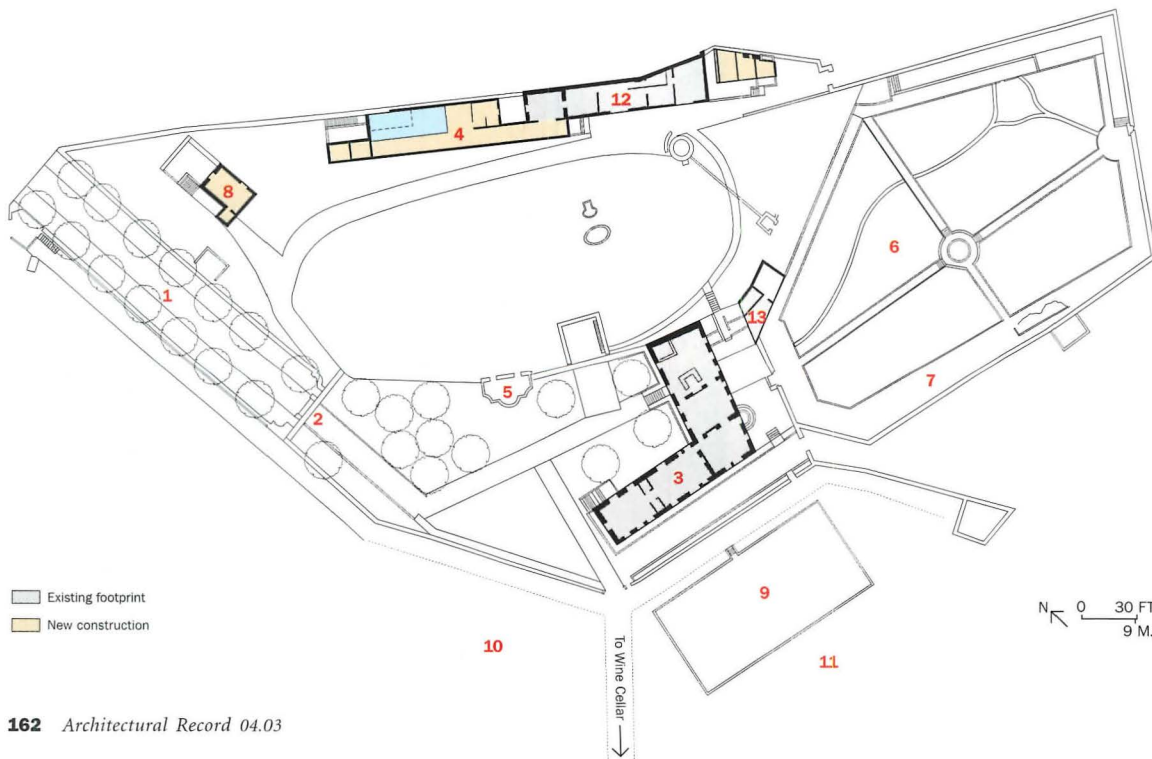 12
4
8
6
1
13
7
5
2
3
Existing footprint
New construction
9
10
11
To Wine Cellar
N 0 30 FT.
9 M.
162 Architectural Record 04.03